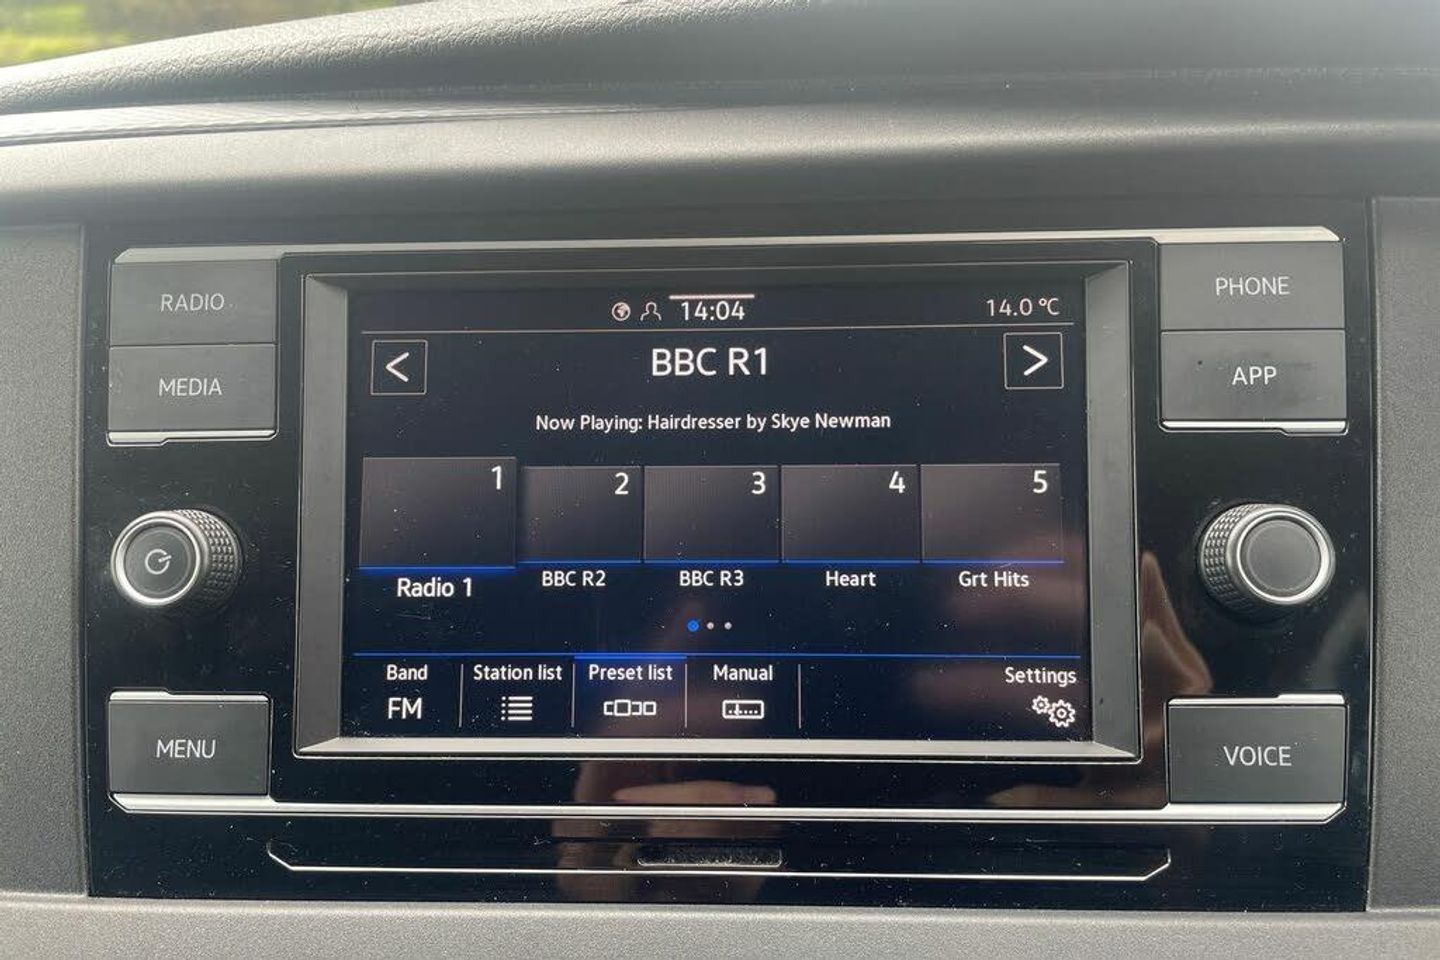 RADIO
MEDIA
MENU
PHONE
APP
VOICE
14:04
14.0 °C
<
BBC R1
>
Now Playing: Hairdresser by Skye Newman
1
2
3
4
5
Radio 1
BBC R2
BBC R3
Heart
Grt Hits
Band
FM
Station list
Preset list
Manual
Settings